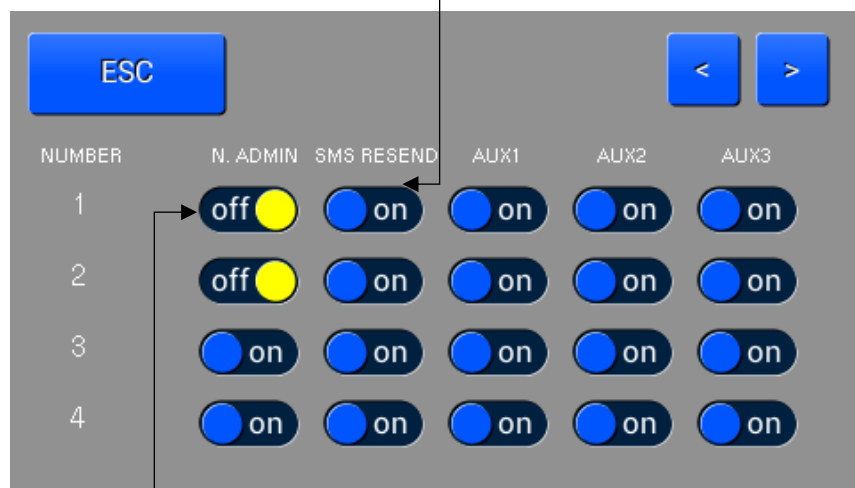 ESC < >
NUMBER N. ADMIN SMS RESEND AUX1 AUX2 AUX3
1 off on on on on
2 off on on on on
3 on on on on on
4 on on on on on